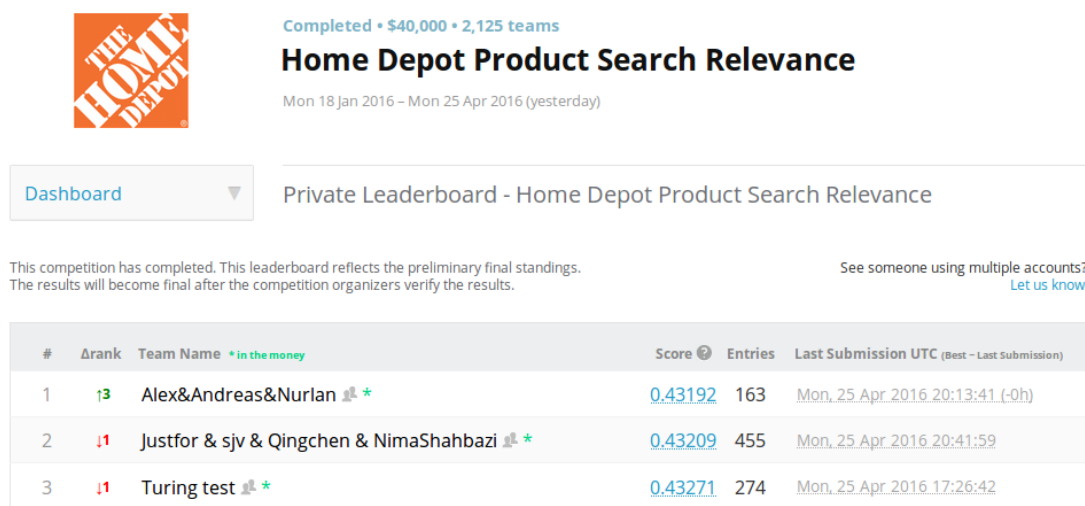 THE HOME DEPOT
Completed • $40,000 • 2,125 teams
Home Depot Product Search Relevance
Mon 18 Jan 2016 – Mon 25 Apr 2016 (yesterday)
Dashboard ▼
Private Leaderboard - Home Depot Product Search Relevance
This competition has completed. This leaderboard reflects the preliminary final standings.
The results will become final after the competition organizers verify the results.
See someone using multiple accounts?
Let us know
# Δrank Team Name * in the money Score Entries Last Submission UTC (Best − Last Submission)
1 ↑3 Alex&Andreas&Nurlan * 0.43192 163 Mon, 25 Apr 2016 20:13:41 (-0h)
2 ↓1 Justfor & sjv & Qingchen & NimaShahbazi * 0.43209 455 Mon, 25 Apr 2016 20:41:59
3 ↓1 Turing test * 0.43271 274 Mon, 25 Apr 2016 17:26:42